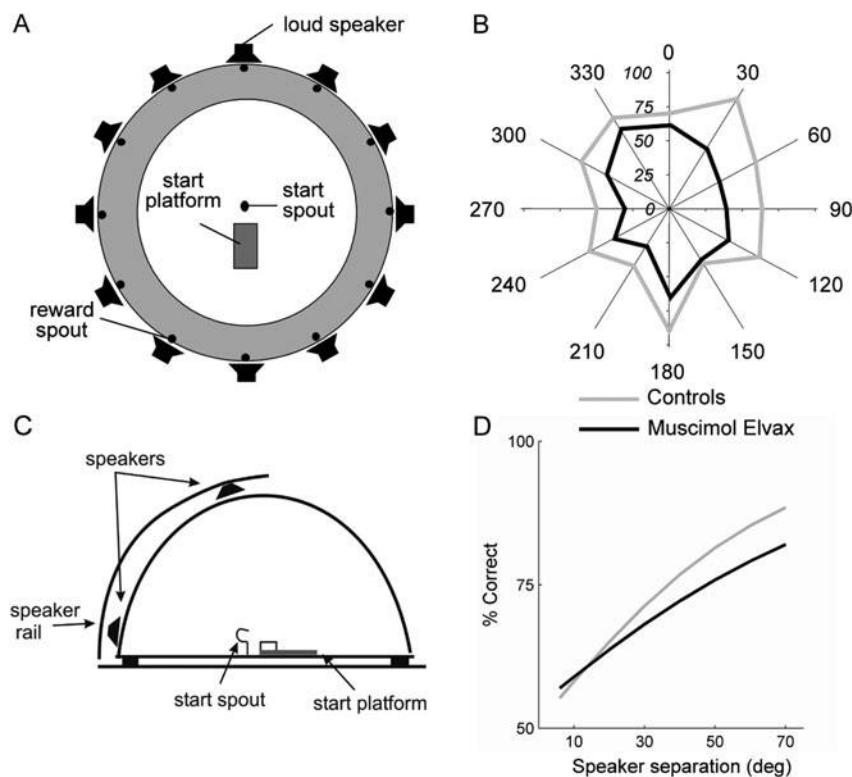 A
loud speaker
start
platform
start
spout
reward
spout
B
0
30
60
90
120
150
180
210
240
270
300
330
100
75
50
25
0
Controls
Muscimol Elvax
C
speakers
speaker
rail
start spout
start platform
D
100
75
50
% Correct
10
30
50
70
Speaker separation (deg)